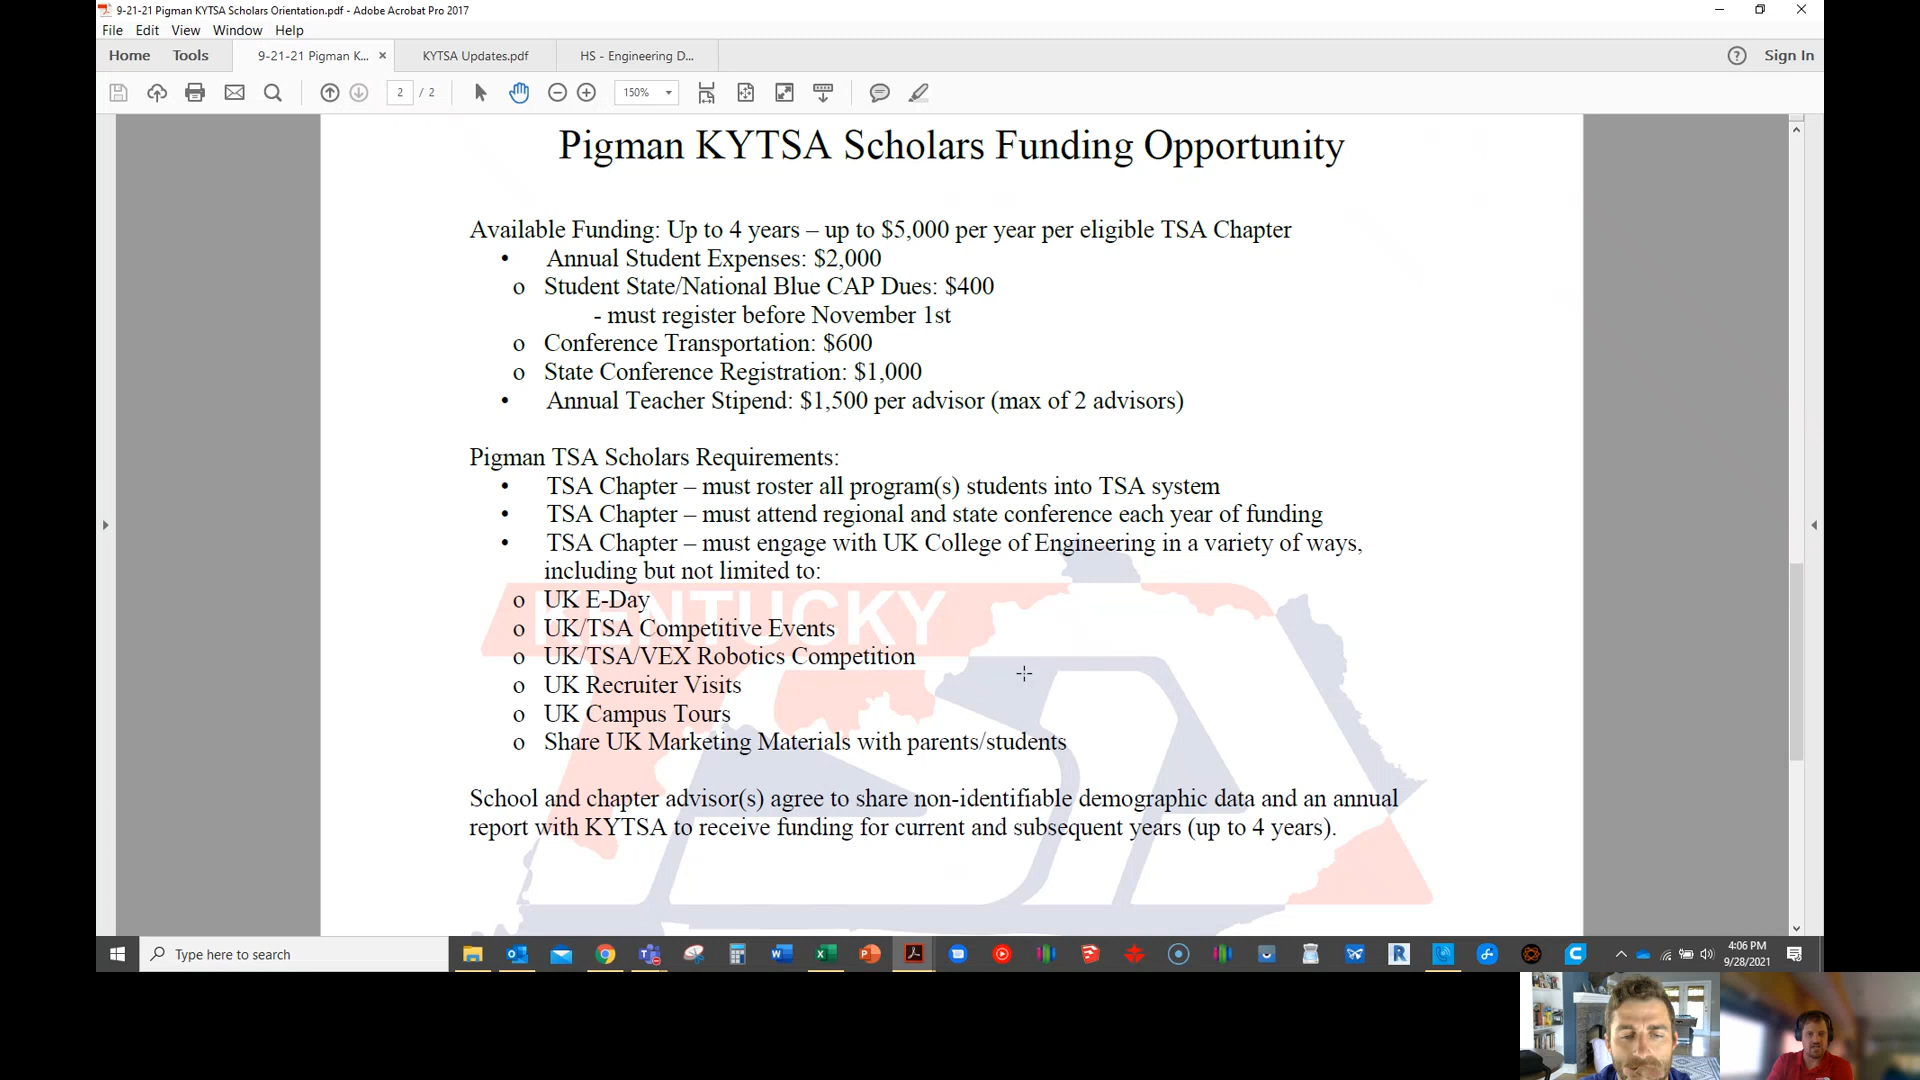 9-21-21 Pigman KYTSA Scholars Orientation.pdf - Adobe Acrobat Pro 2017
File Edit View Window Help
Home Tools 9-21-21 Pigman K... × KYTSA Updates.pdf HS - Engineering D... Sign In
2 / 2 150%
Pigman KYTSA Scholars Funding Opportunity
Available Funding: Up to 4 years – up to $5,000 per year per eligible TSA Chapter
• Annual Student Expenses: $2,000
o Student State/National Blue CAP Dues: $400
- must register before November 1st
o Conference Transportation: $600
o State Conference Registration: $1,000
• Annual Teacher Stipend: $1,500 per advisor (max of 2 advisors)
Pigman TSA Scholars Requirements:
• TSA Chapter – must roster all program(s) students into TSA system
• TSA Chapter – must attend regional and state conference each year of funding
• TSA Chapter – must engage with UK College of Engineering in a variety of ways,
including but not limited to:
KENTUCKY
o UK E-Day
o UK/TSA Competitive Events
o UK/TSA/VEX Robotics Competition
o UK Recruiter Visits
o UK Campus Tours
o Share UK Marketing Materials with parents/students
School and chapter advisor(s) agree to share non-identifiable demographic data and an annual
report with KYTSA to receive funding for current and subsequent years (up to 4 years).
Type here to search
4:06 PM
9/28/2021